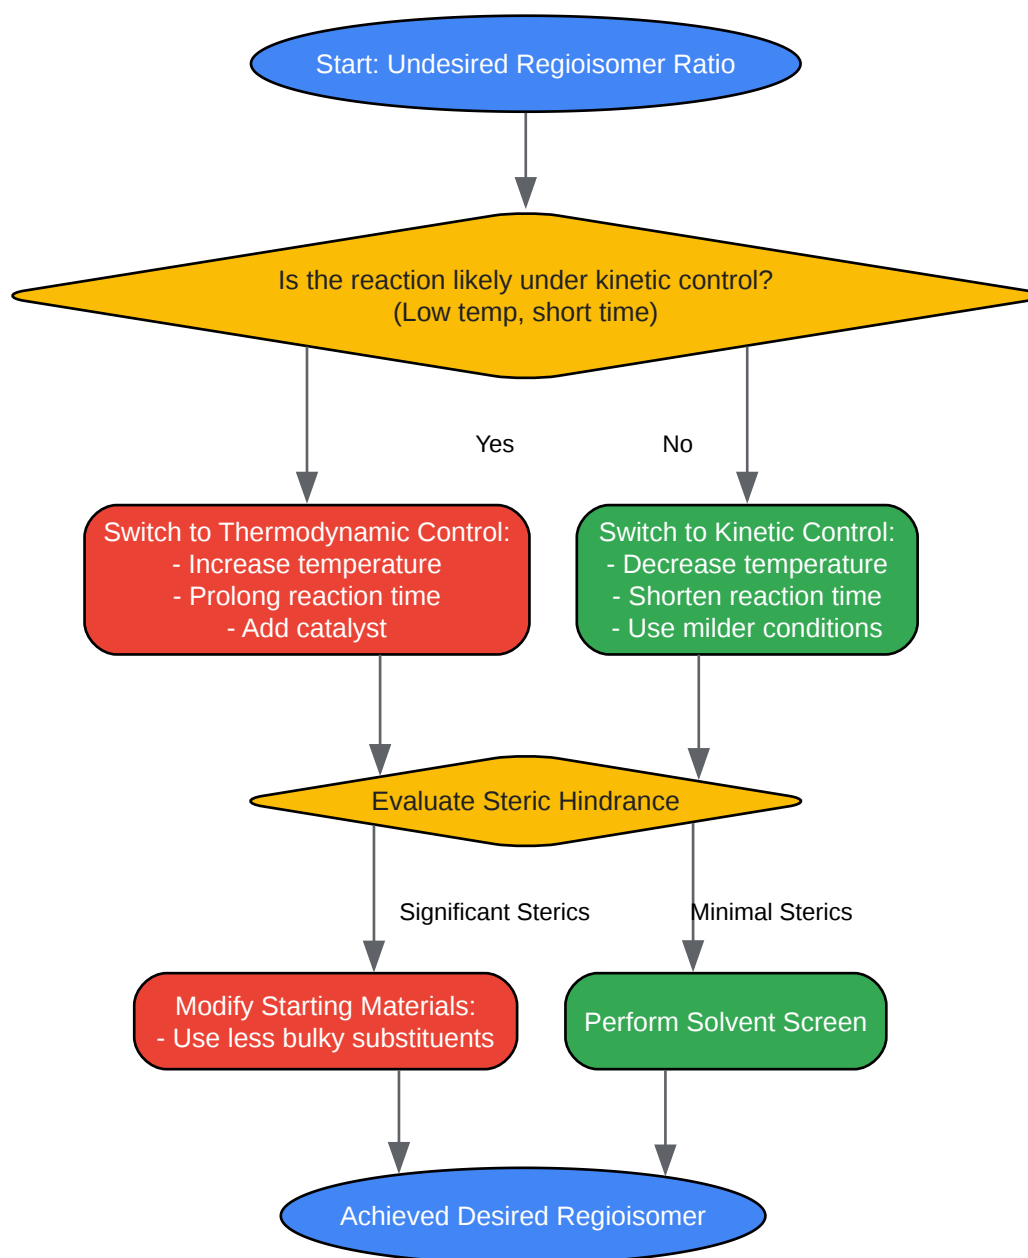 Start: Undesired Regioisomer Ratio
Is the reaction likely under kinetic control?
(Low temp, short time)
Yes
No
Switch to Thermodynamic Control:
- Increase temperature
- Prolong reaction time
- Add catalyst
Switch to Kinetic Control:
- Decrease temperature
- Shorten reaction time
- Use milder conditions
Evaluate Steric Hindrance
Significant Sterics
Minimal Sterics
Modify Starting Materials:
- Use less bulky substituents
Perform Solvent Screen
Achieved Desired Regioisomer